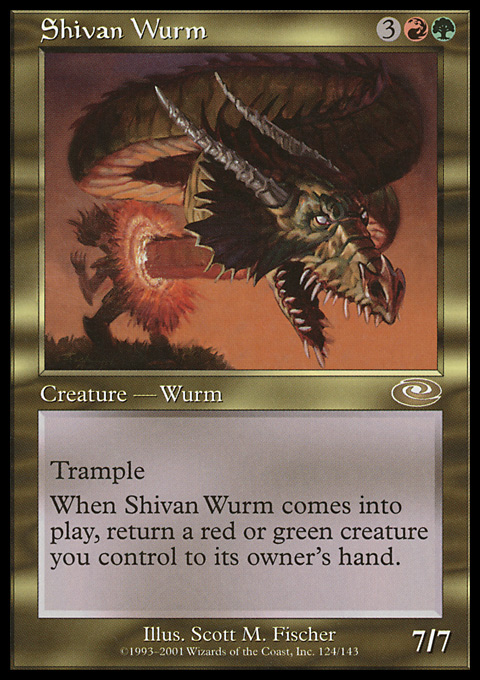 Shivan Wurm 3
Creature — Wurm
Trample
When Shivan Wurm comes into
play, return a red or green creature
you control to its owner's hand.
Illus. Scott M. Fischer
©1993–2001 Wizards of the Coast, Inc. 124/143
7/7